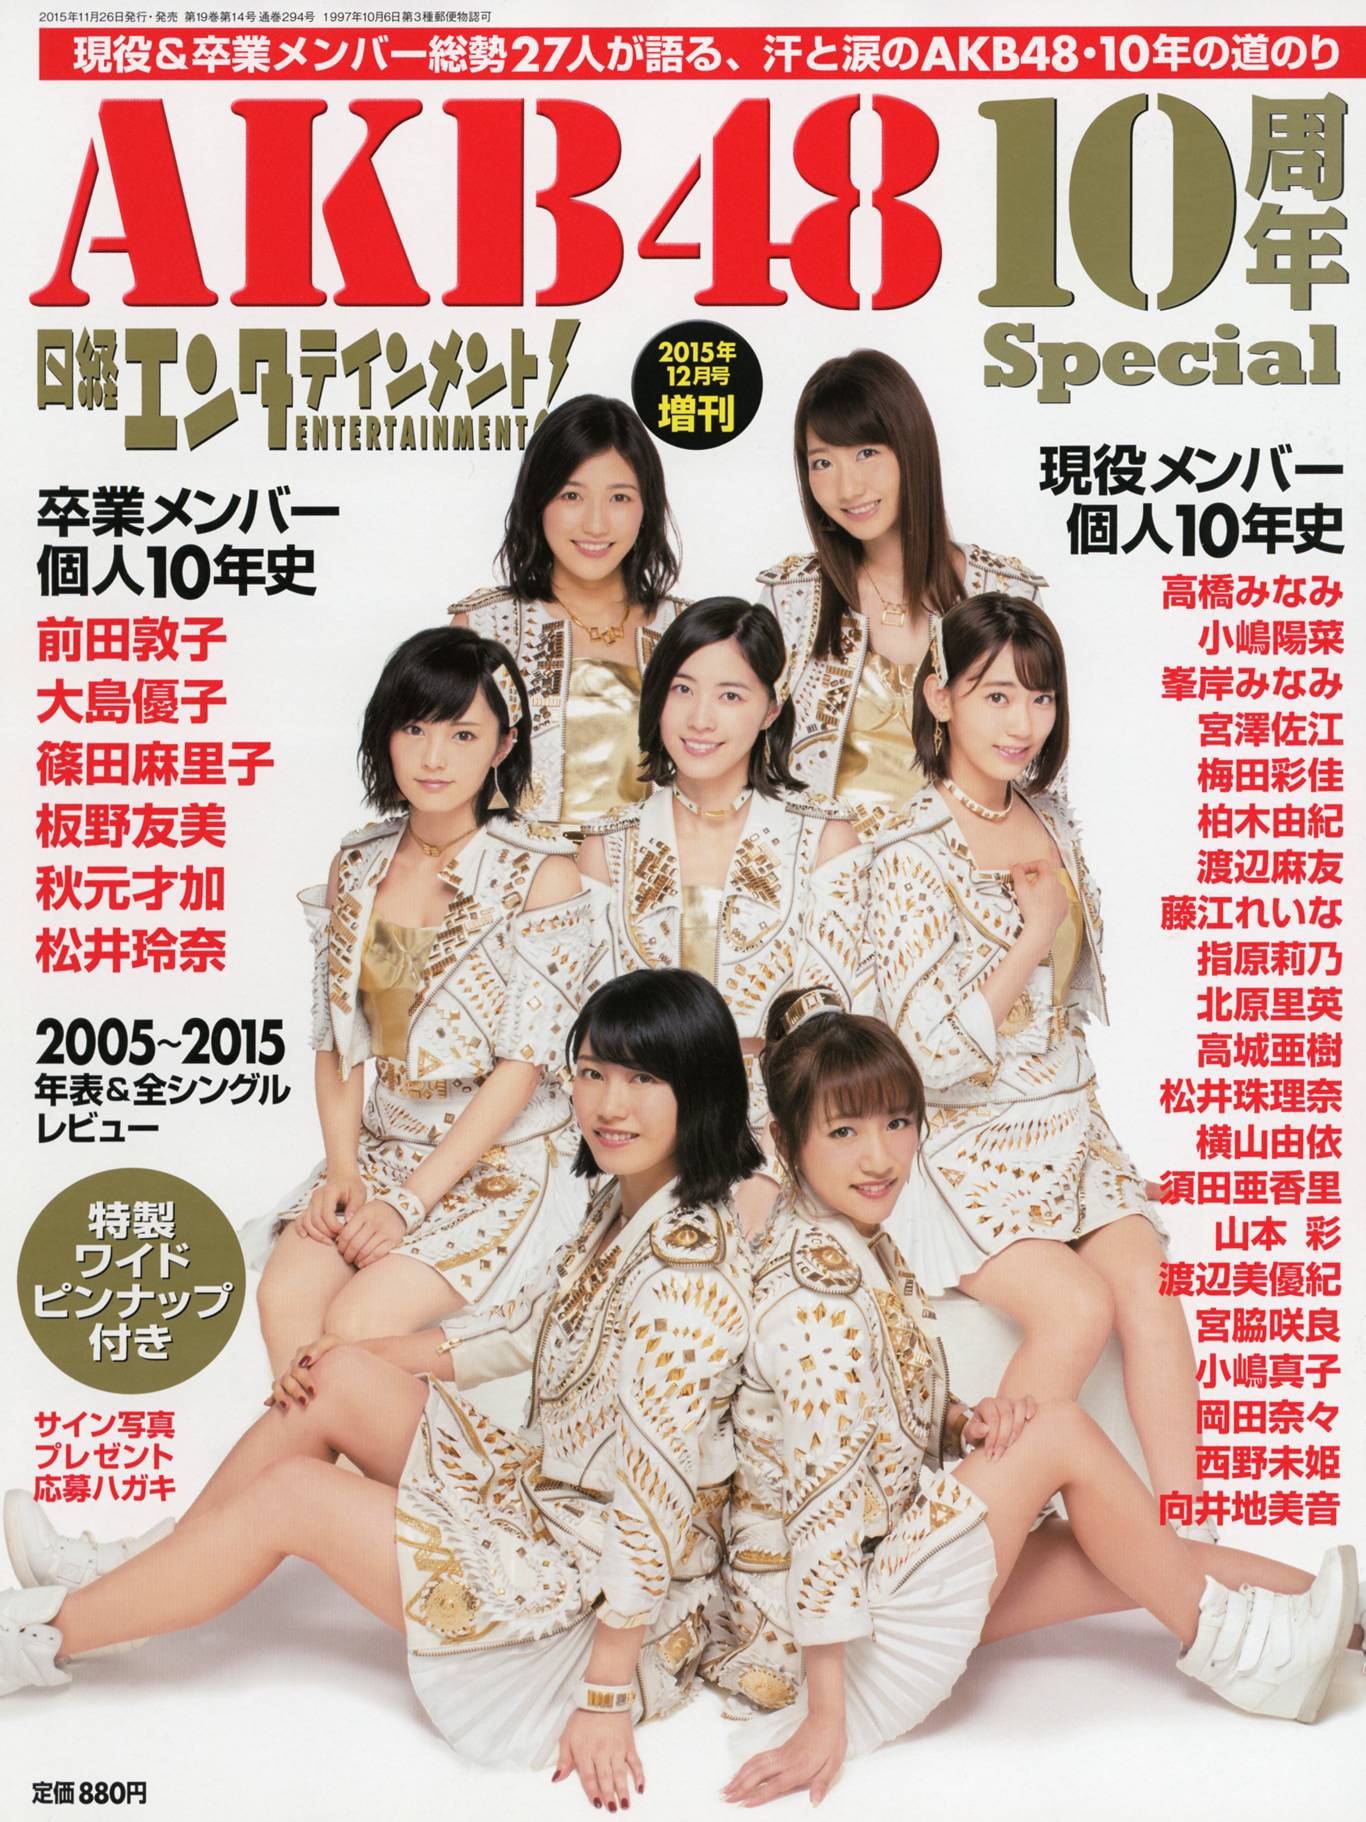 2015年11月26日発行・発売 第19巻第14号 通巻294号 1997年10月6日第3種郵便物認可
現役&卒業メンバー総勢27人が語る、汗と涙のAKB48・10年の道のり
AKB48 10周年
Special
日経エンタテインメント!
ENTERTAINMENT!
2015年
12月号
増刊
卒業メンバー
個人10年史
前田敦子
大島優子
篠田麻里子
板野友美
秋元才加
松井玲奈
2005~2015
年表&全シングル
レビュー
特製
ワイド
ピンナップ
付き
サイン写真
プレゼント
応募ハガキ
定価880円
現役メンバー
個人10年史
高橋みなみ
小嶋陽菜
峯岸みなみ
宮澤佐江
梅田彩佳
柏木由紀
渡辺麻友
藤江れいな
指原莉乃
北原里英
高城亜樹
松井珠理奈
横山由依
須田亜香里
山本 彩
渡辺美優紀
宮脇咲良
小嶋真子
岡田奈々
西野未姫
向井地美音